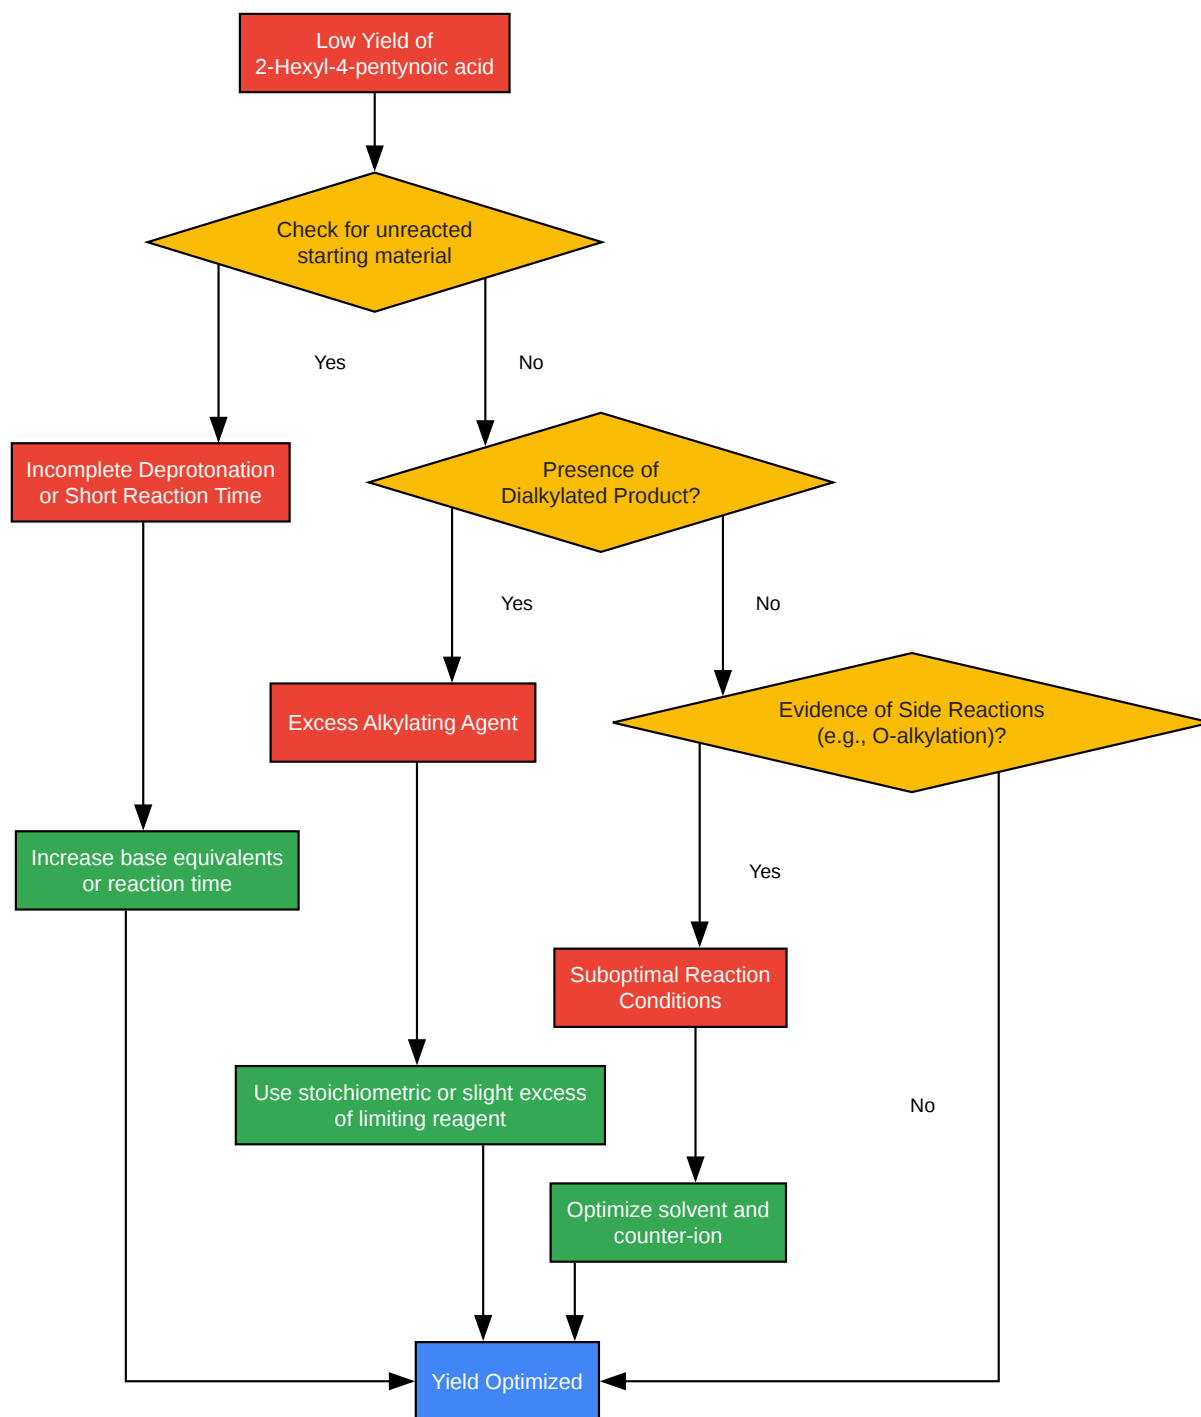 Low Yield of
2-Hexyl-4-pentynoic acid
Check for unreacted
starting material
Yes
No
Incomplete Deprotonation
or Short Reaction Time
Presence of
Dialkylated Product?
Yes
No
Excess Alkylating Agent
Evidence of Side Reactions
(e.g., O-alkylation)?
Increase base equivalents
or reaction time
Yes
Suboptimal Reaction
Conditions
Use stoichiometric or slight excess
of limiting reagent
No
Optimize solvent and
counter-ion
Yield Optimized